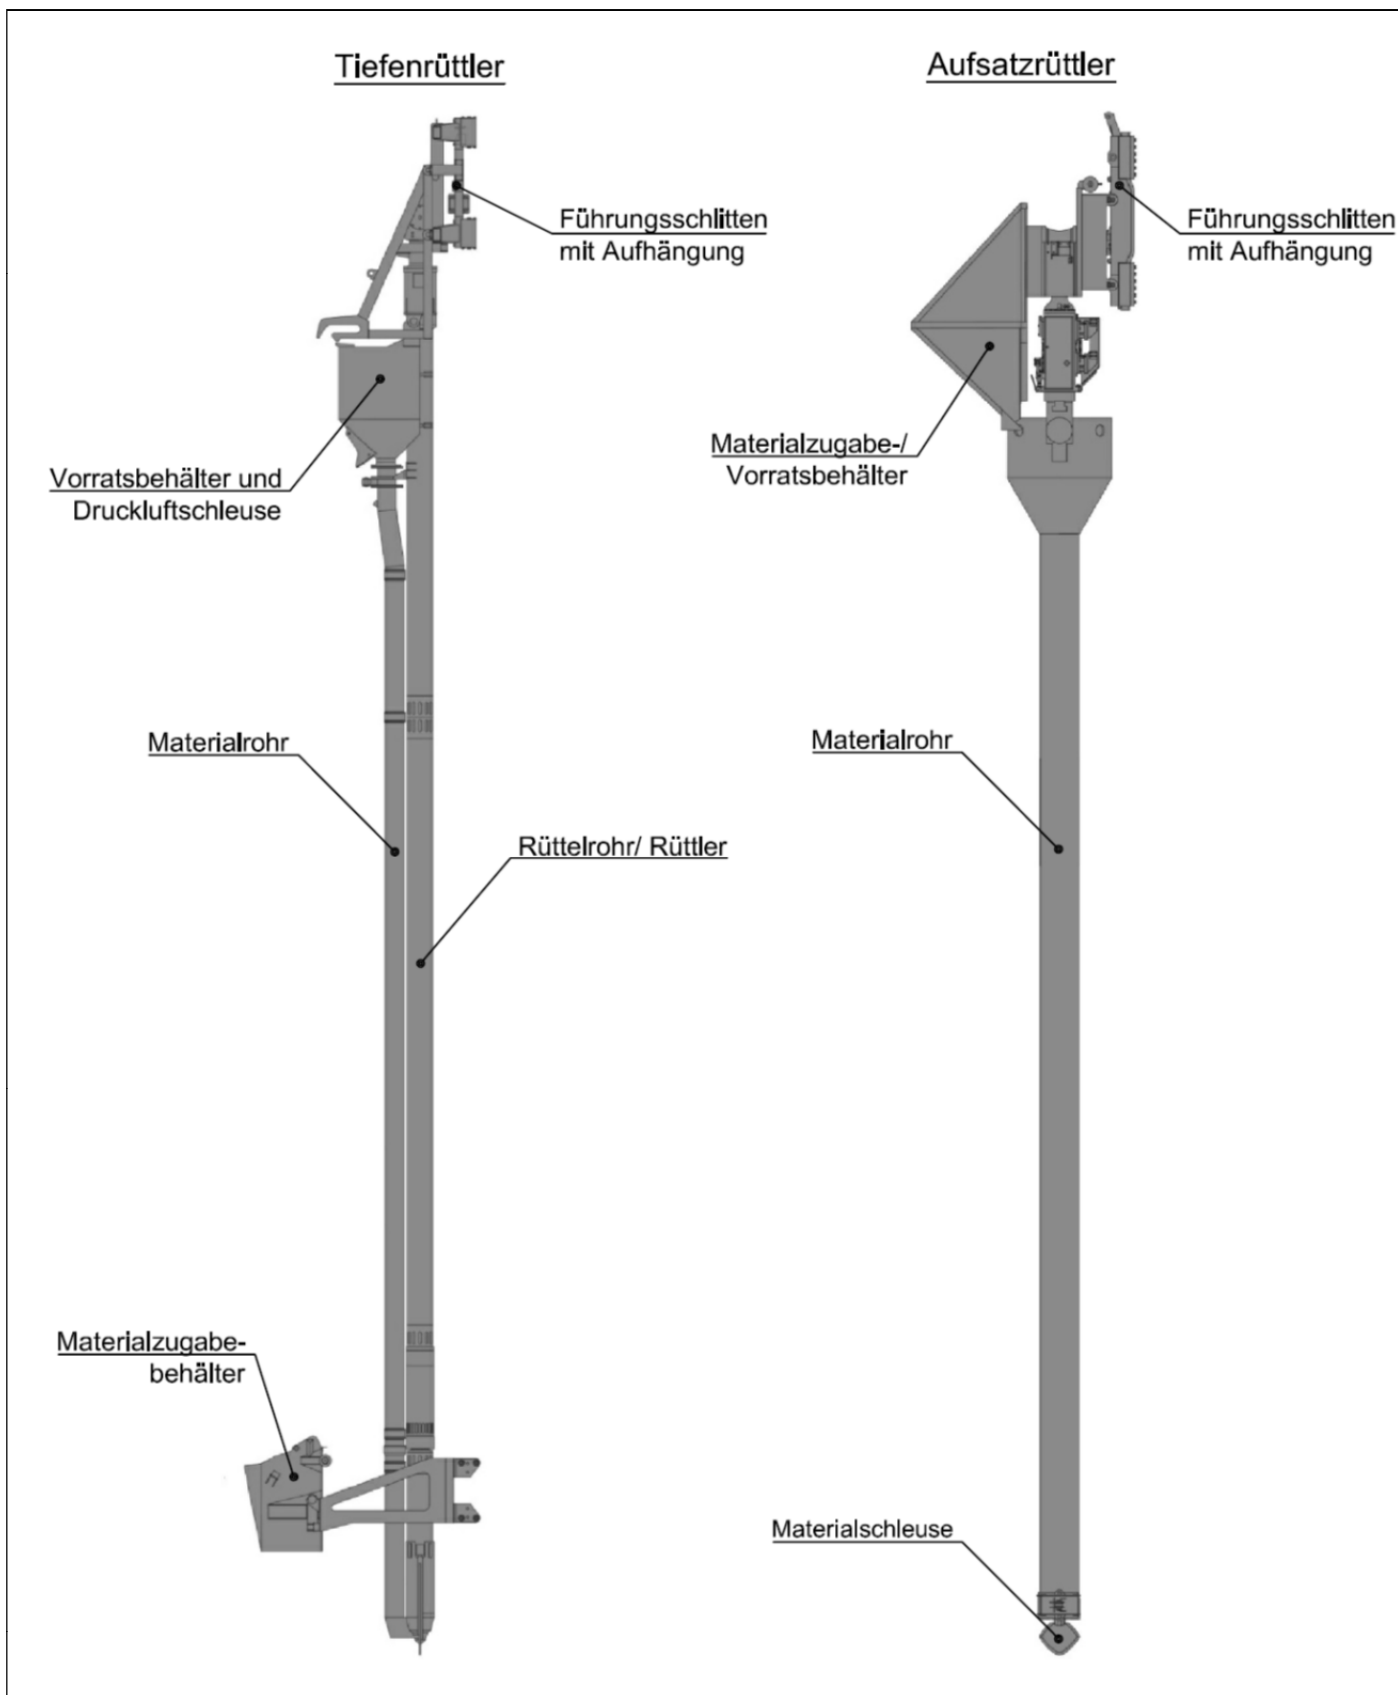 Tiefenrüttler
Führungsschlitten
mit Aufhängung
Vorratsbehälter und
Druckluftschleuse
Materialrohr
Rüttelrohr/ Rüttler
Materialzugabe-
behälter
Aufsatzrüttler
Führungsschlitten
mit Aufhängung
Materialzugabe-/
Vorratsbehälter
Materialrohr
Materialschleuse